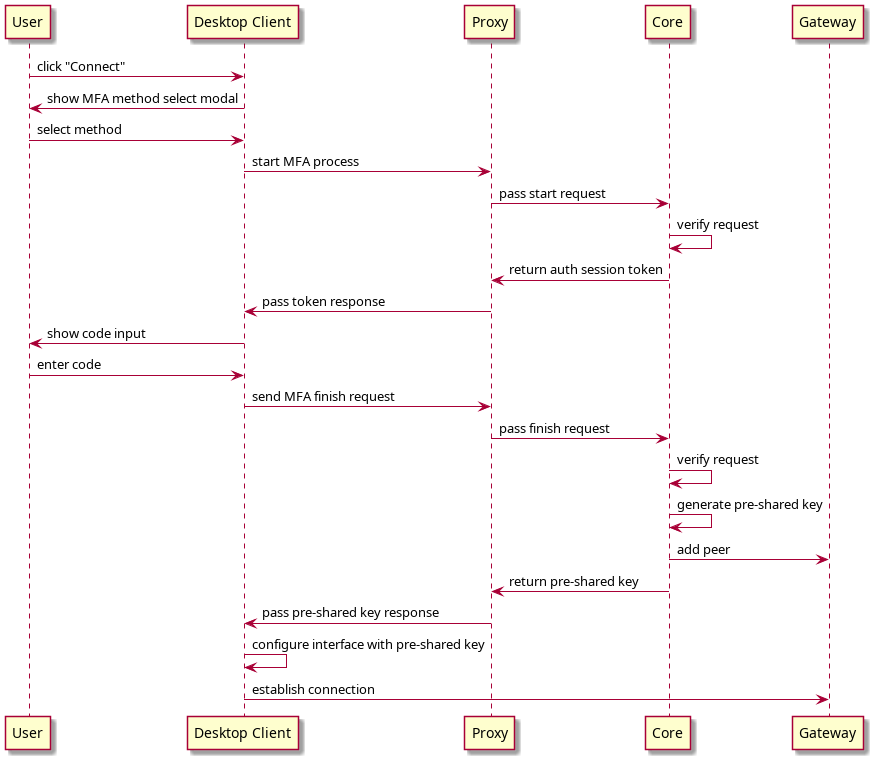 User
Desktop Client
Proxy
Core
Gateway
click "Connect"
show MFA method select modal
select method
start MFA process
pass start request
verify request
return auth session token
pass token response
show code input
enter code
send MFA finish request
pass finish request
verify request
generate pre-shared key
add peer
return pre-shared key
pass pre-shared key response
configure interface with pre-shared key
establish connection
User
Desktop Client
Proxy
Core
Gateway